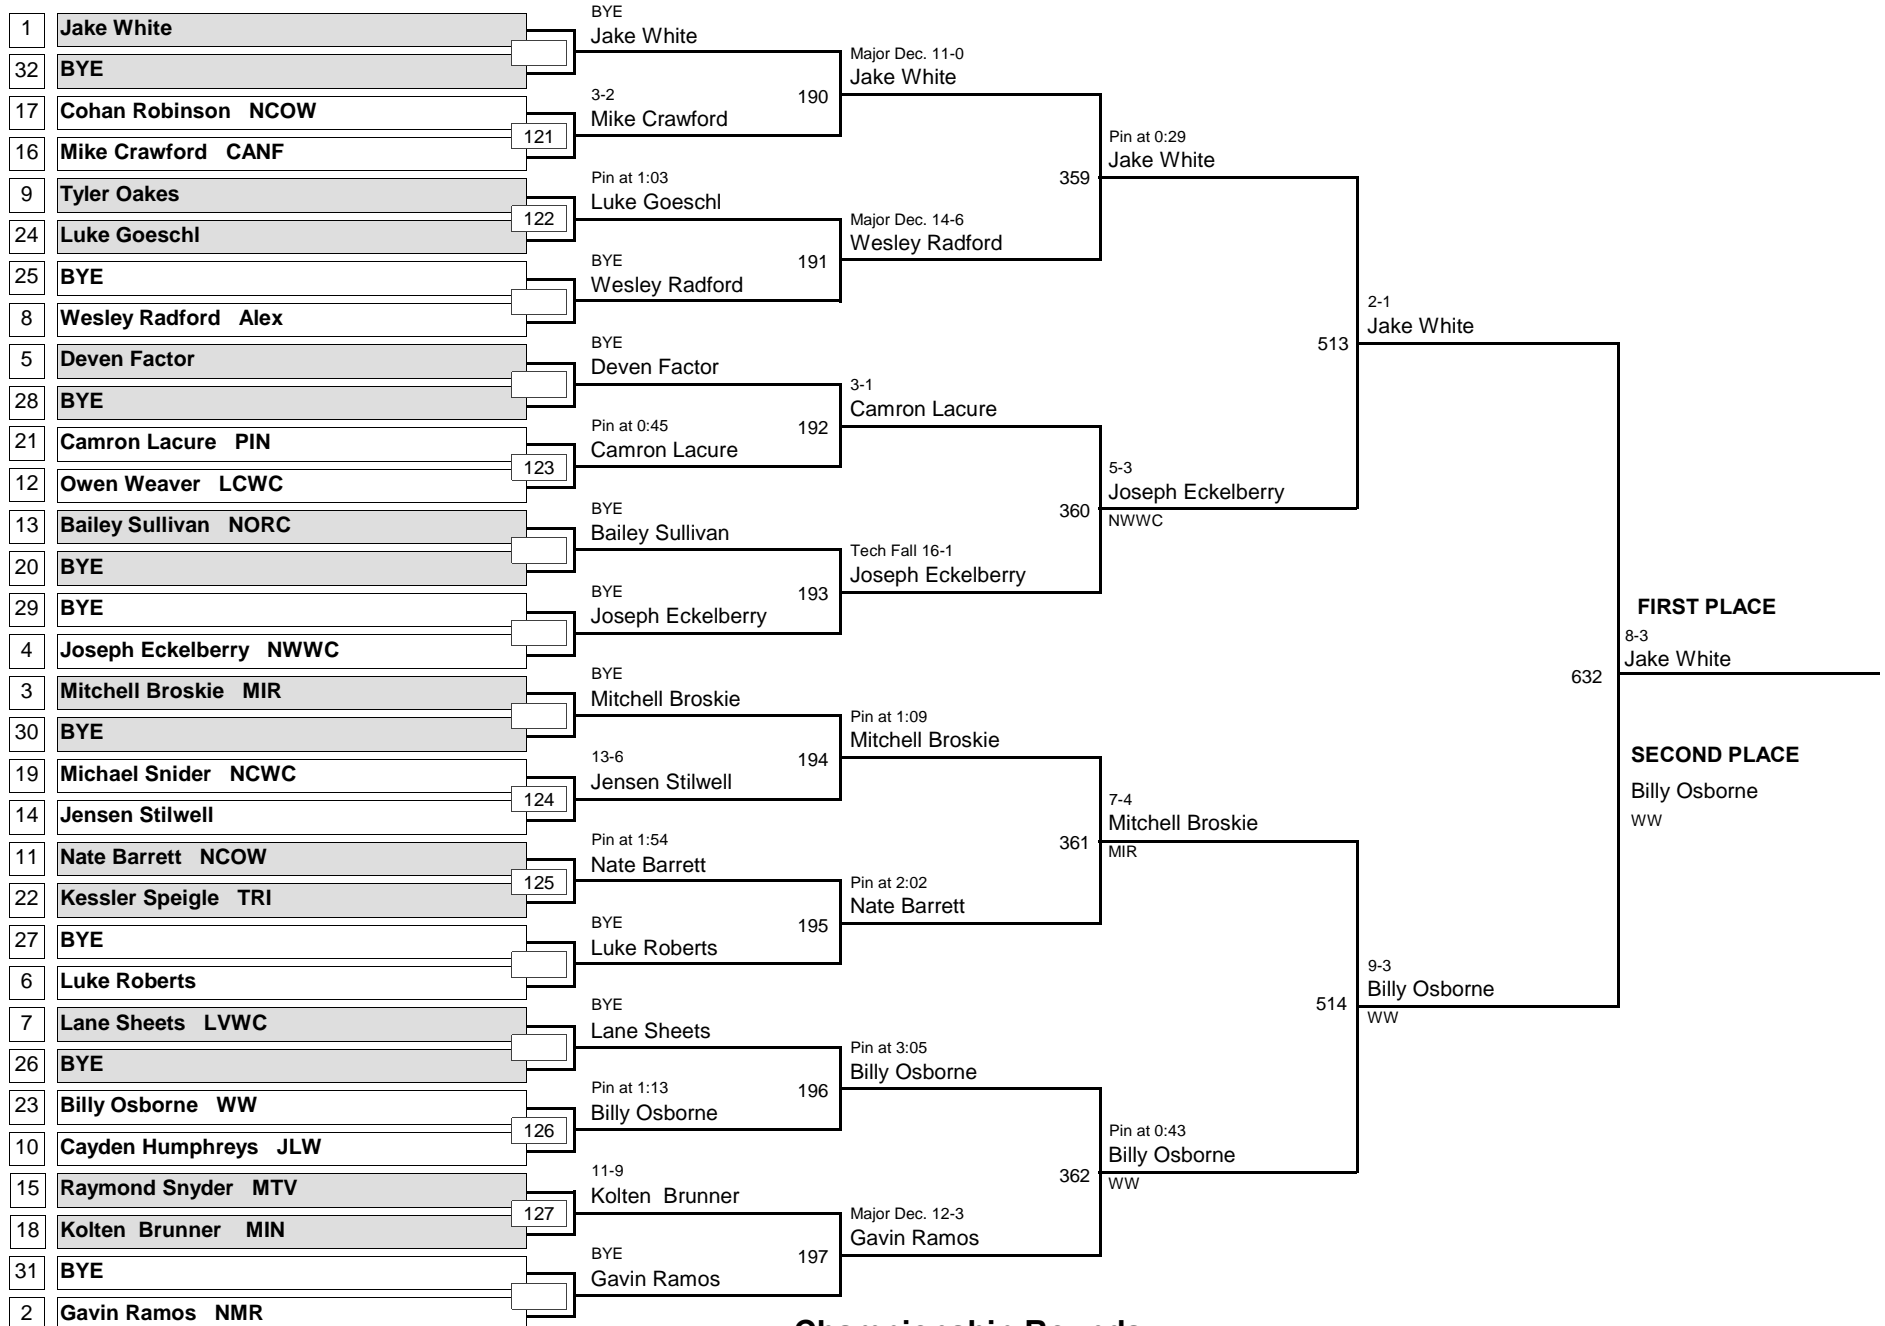 1 Jake White
32 BYE
17 Cohan Robinson NCOW
16 Mike Crawford CANF
9 Tyler Oakes
24 Luke Goeschl
25 BYE
8 Wesley Radford Alex
5 Deven Factor
28 BYE
21 Camron Lacure PIN
12 Owen Weaver LCWC
13 Bailey Sullivan NORC
20 BYE
29 BYE
4 Joseph Eckelberry NWWC
3 Mitchell Broskie MIR
30 BYE
19 Michael Snider NCWC
14 Jensen Stilwell
11 Nate Barrett NCOW
22 Kessler Speigle TRI
27 BYE
6 Luke Roberts
7 Lane Sheets LVWC
26 BYE
23 Billy Osborne WW
10 Cayden Humphreys JLW
15 Raymond Snyder MTV
18 Kolten Brunner MIN
31 BYE
2 Gavin Ramos NMR
121
122
123
124
125
126
127
BYE
Jake White
3-2
Mike Crawford
Pin at 1:03
Luke Goeschl
BYE
Wesley Radford
BYE
Deven Factor
Pin at 0:45
Camron Lacure
BYE
Bailey Sullivan
BYE
Joseph Eckelberry
BYE
Mitchell Broskie
13-6
Jensen Stilwell
Pin at 1:54
Nate Barrett
BYE
Luke Roberts
BYE
Lane Sheets
Pin at 1:13
Billy Osborne
11-9
Kolten Brunner
BYE
Gavin Ramos
190
191
192
193
194
195
196
197
Major Dec. 11-0
Jake White
Major Dec. 14-6
Wesley Radford
3-1
Camron Lacure
Tech Fall 16-1
Joseph Eckelberry
Pin at 1:09
Mitchell Broskie
Pin at 2:02
Nate Barrett
Pin at 3:05
Billy Osborne
Major Dec. 12-3
Gavin Ramos
359
360
361
362
Pin at 0:29
Jake White
5-3
Joseph Eckelberry
NWWC
7-4
Mitchell Broskie
MIR
Pin at 0:43
Billy Osborne
WW
513
514
2-1
Jake White
9-3
Billy Osborne
WW
632
FIRST PLACE
8-3
Jake White
SECOND PLACE
Billy Osborne
WW
Championship Rounds